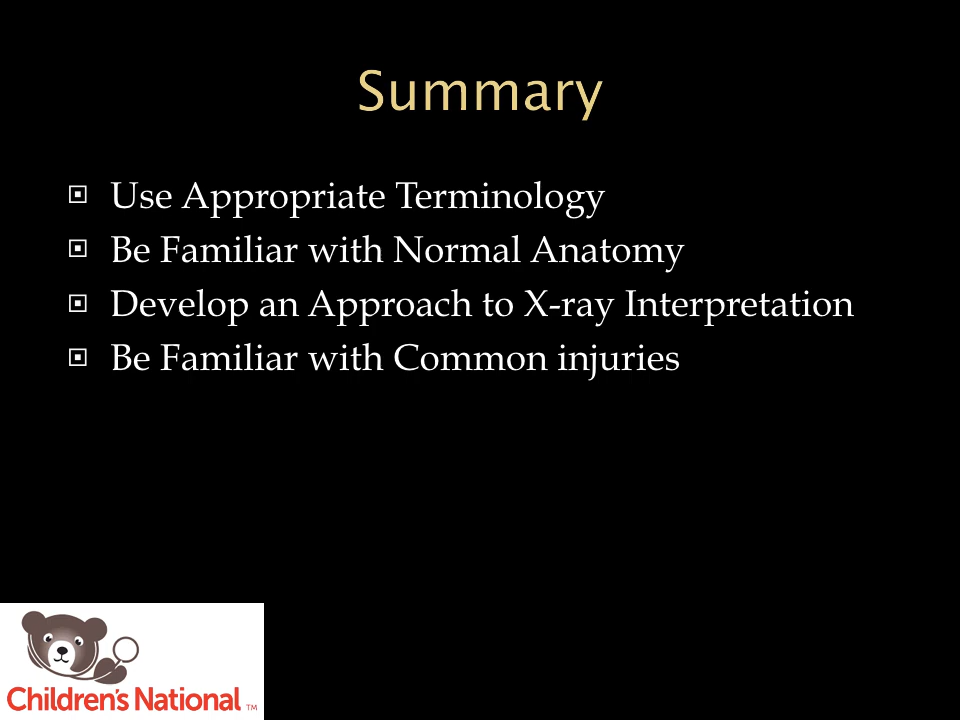 Summary
Use Appropriate Terminology
Be Familiar with Normal Anatomy
Develop an Approach to X-ray Interpretation
Be Familiar with Common injuries
Children's National ™